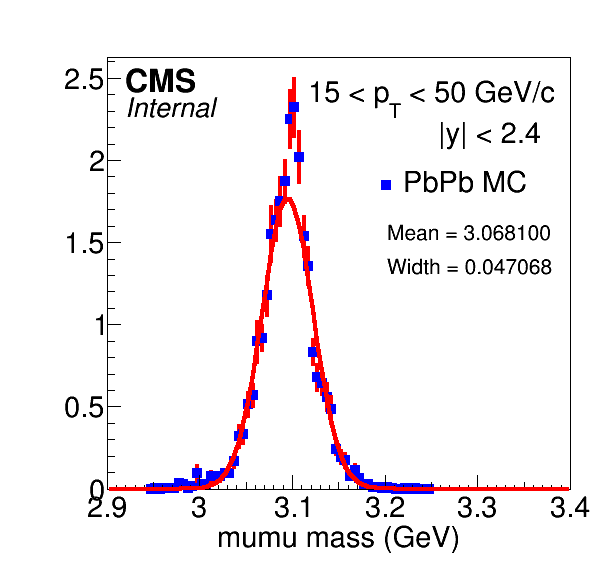 CMS
Internal
15 < p_T < 50 GeV/c
|y| < 2.4
PbPb MC
Mean = 3.068100
Width = 0.047068
2.5
2
1.5
1
0.5
0
2.9 3 3.1 3.2 3.3 3.4
mumu mass (GeV)